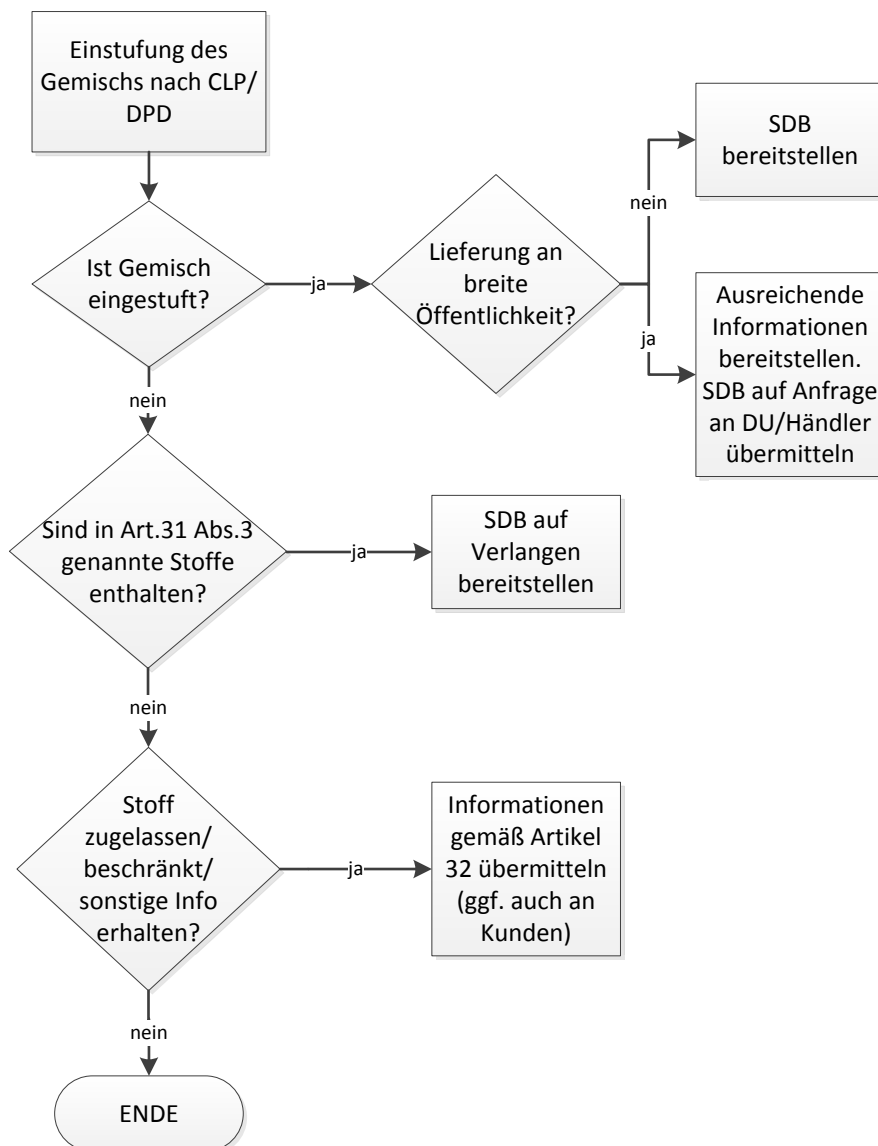 Einstufung des
Gemischs nach CLP/
DPD
SDB
bereitstellen
nein
Ist Gemisch
eingestuft?
ja
Lieferung an
breite
Öffentlichkeit?
ja
Ausreichende
Informationen
bereitstellen.
SDB auf Anfrage
an DU/Händler
übermitteln
nein
Sind in Art.31 Abs.3
genannte Stoffe
enthalten?
ja
SDB auf
Verlangen
bereitstellen
nein
Stoff
zugelassen/
beschränkt/
sonstige Info
erhalten?
ja
Informationen
gemäß Artikel
32 übermitteln
(ggf. auch an
Kunden)
nein
ENDE